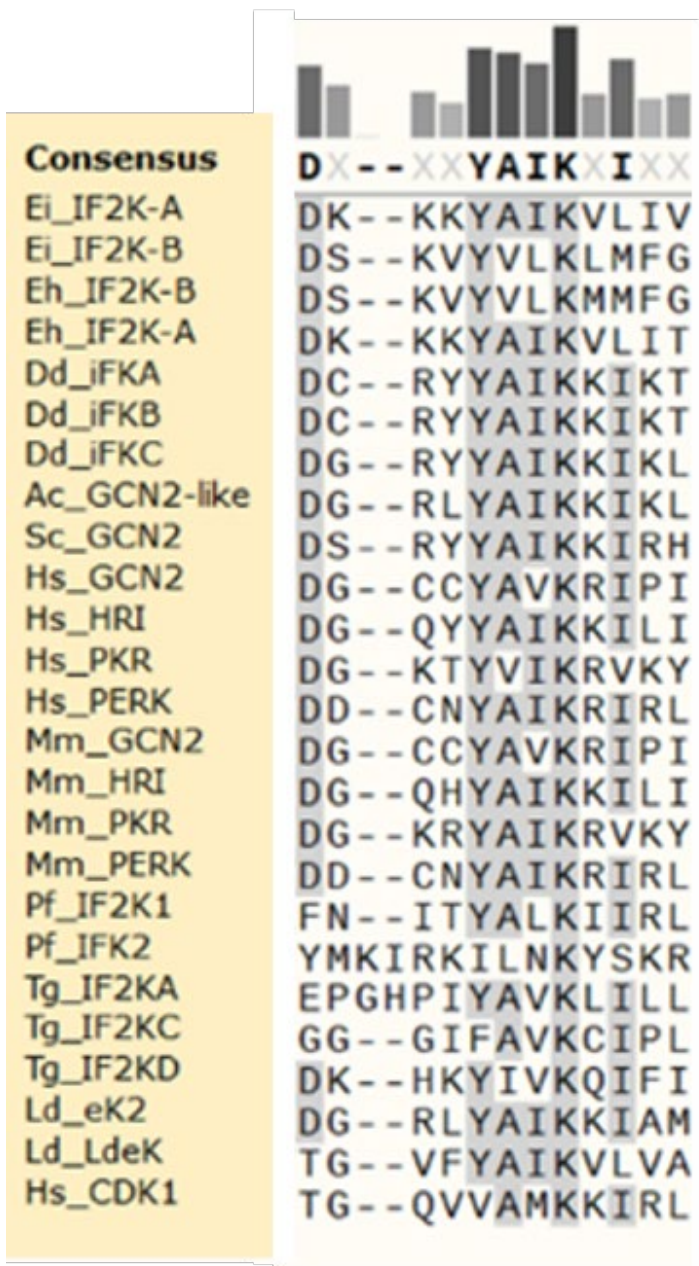 Consensus DX--XXYAIKXIXX
Ei_IF2K-A DK--KKYAIKVLIV
Ei_IF2K-B DS--KVYVLKLMFG
Eh_IF2K-B DS--KVYVLKMMFG
Eh_IF2K-A DK--KKYAIKVLIT
Dd_iFKA DC--RYYAIKKIKT
Dd_iFKB DC--RYYAIKKIKT
Dd_iFKC DG--RYYAIKKIKL
Ac_GCN2-like DG--RLYAIKKIKL
Sc_GCN2 DS--RYYAIKKIRH
Hs_GCN2 DG--CCYAVKRIPI
Hs_HRI DG--QYYAIKKILI
Hs_PKR DG--KTYVIKRVKY
Hs_PERK DD--CNYAIKRIRL
Mm_GCN2 DG--CCYAVKRIPI
Mm_HRI DG--QHYAIKKILI
Mm_PKR DG--KRYAIKRVKY
Mm_PERK DD--CNYAIKRIRL
Pf_IF2K1 FN--ITYALKIIRL
Pf_IFK2 YMKIRKILNKYSKR
Tg_IF2KA EPGHPIYAVKLILL
Tg_IF2KC GG--GIFAVKCIPL
Tg_IF2KD DK--HKYIVKQIFI
Ld_eK2 DG--RLYAIKKIAM
Ld_LdeK TG--VFYAIKVLVA
Hs_CDK1 TG--QVVAMKKIRL